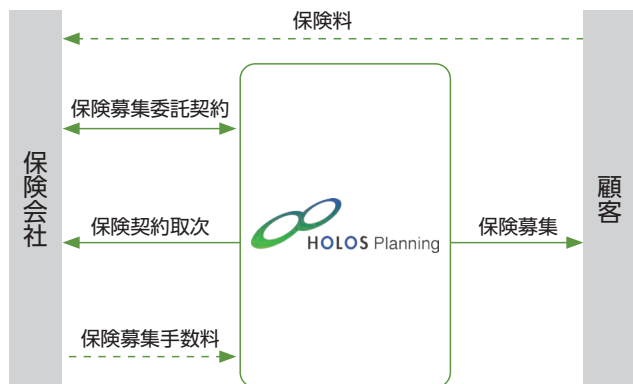 保険料
保険募集委託契約
保険会社
顧客
保険契約取次
HOLOS Planning
保険募集
保険募集手数料